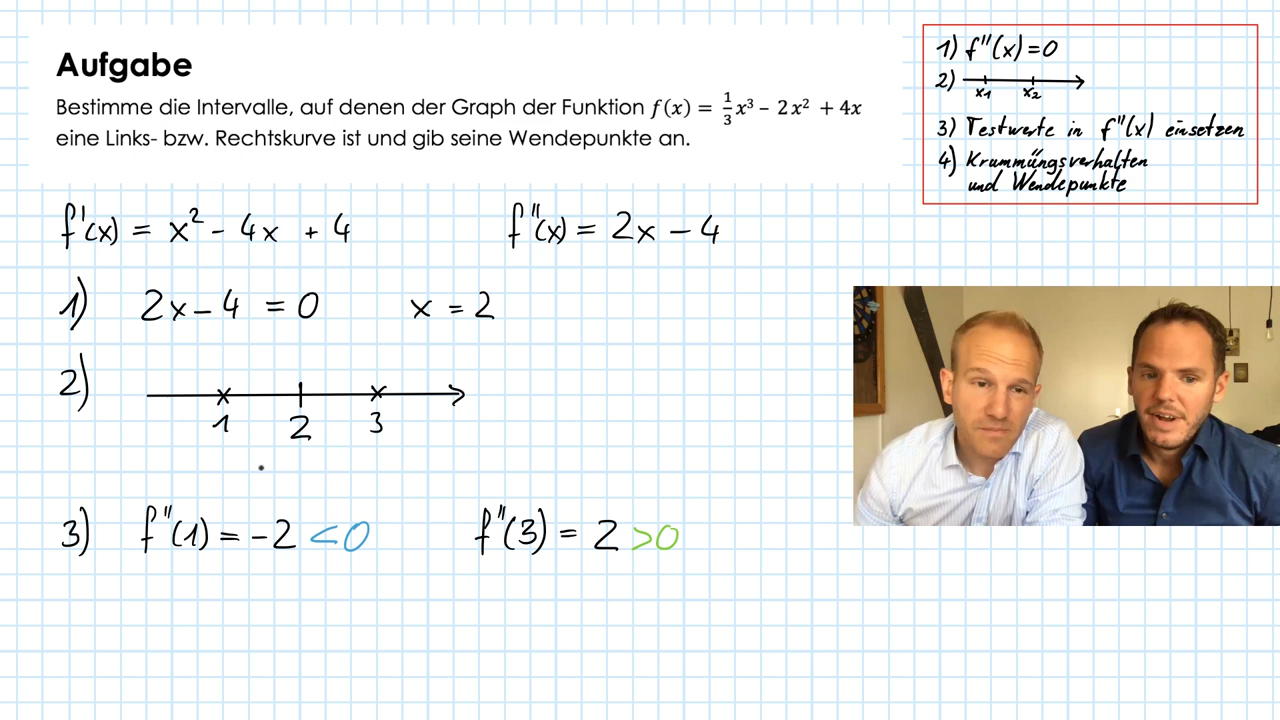 Aufgabe
Bestimme die Intervalle, auf denen der Graph der Funktion f(x) = 1/3 x³ − 2x² + 4x
eine Links- bzw. Rechtskurve ist und gib seine Wendepunkte an.
1) f''(x) = 0
2)
x1 x2
3) Testwerte in f''(x) einsetzen
4) Krümmungsverhalten
und Wendepunkte
f'(x) = x² - 4x + 4 f''(x) = 2x - 4
1) 2x - 4 = 0 x = 2
2)
1 2 3
3) f''(1) = -2 < 0 f''(3) = 2 > 0